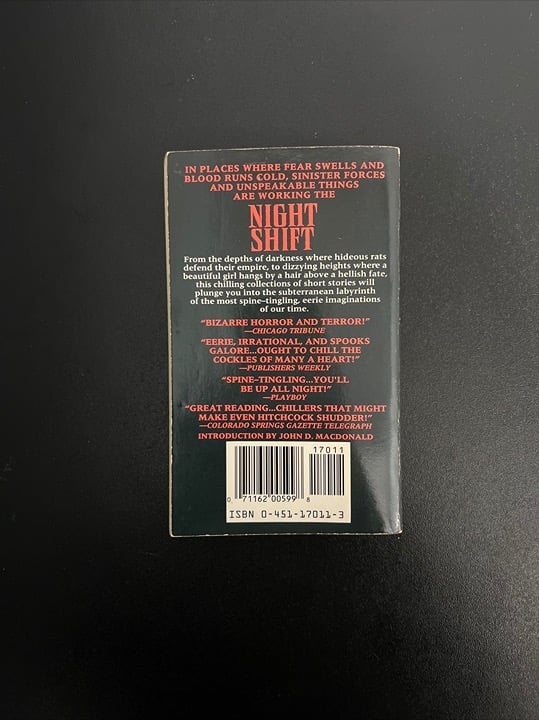 IN PLACES WHERE FEAR SWELLS AND
BLOOD RUNS COLD, SINISTER FORCES
AND UNSPEAKABLE THINGS
ARE WORKING THE
NIGHT
SHIFT
From the depths of darkness where hideous rats
defend their empire, to dizzying heights where a
beautiful girl hangs by a hair above a hellish fate,
this chilling collections of short stories will
plunge you into the subterranean labyrinth
of the most spine-tingling, eerie imaginations
of our time.
"BIZARRE HORROR AND TERROR!"
—CHICAGO TRIBUNE
"EERIE, IRRATIONAL, AND SPOOKS
GALORE...OUGHT TO CHILL THE
COCKLES OF MANY A HEART!"
—PUBLISHERS WEEKLY
"SPINE-TINGLING...YOU'LL
BE UP ALL NIGHT!"
—PLAYBOY
"GREAT READING...CHILLERS THAT MIGHT
MAKE EVEN HITCHCOCK SHUDDER!"
—COLORADO SPRINGS GAZETTE TELEGRAPH
INTRODUCTION BY JOHN D. MACDONALD
17011
0 71162 00599 8
ISBN 0-451-17011-3